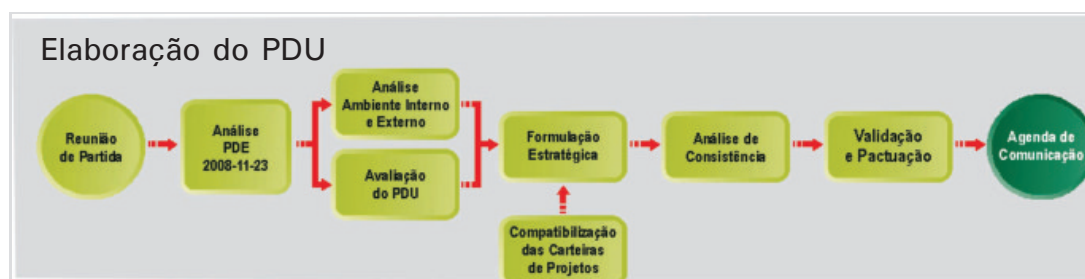 Elaboração do PDU
Reunião
de Partida
Análise
PDE
2008-11-23
Análise
Ambiente Interno
e Externo
Avaliação
do PDU
Formulação
Estratégica
Compatibilização
das Carteiras
de Projetos
Análise de
Consistência
Validação
e Pactuação
Agenda de
Comunicação